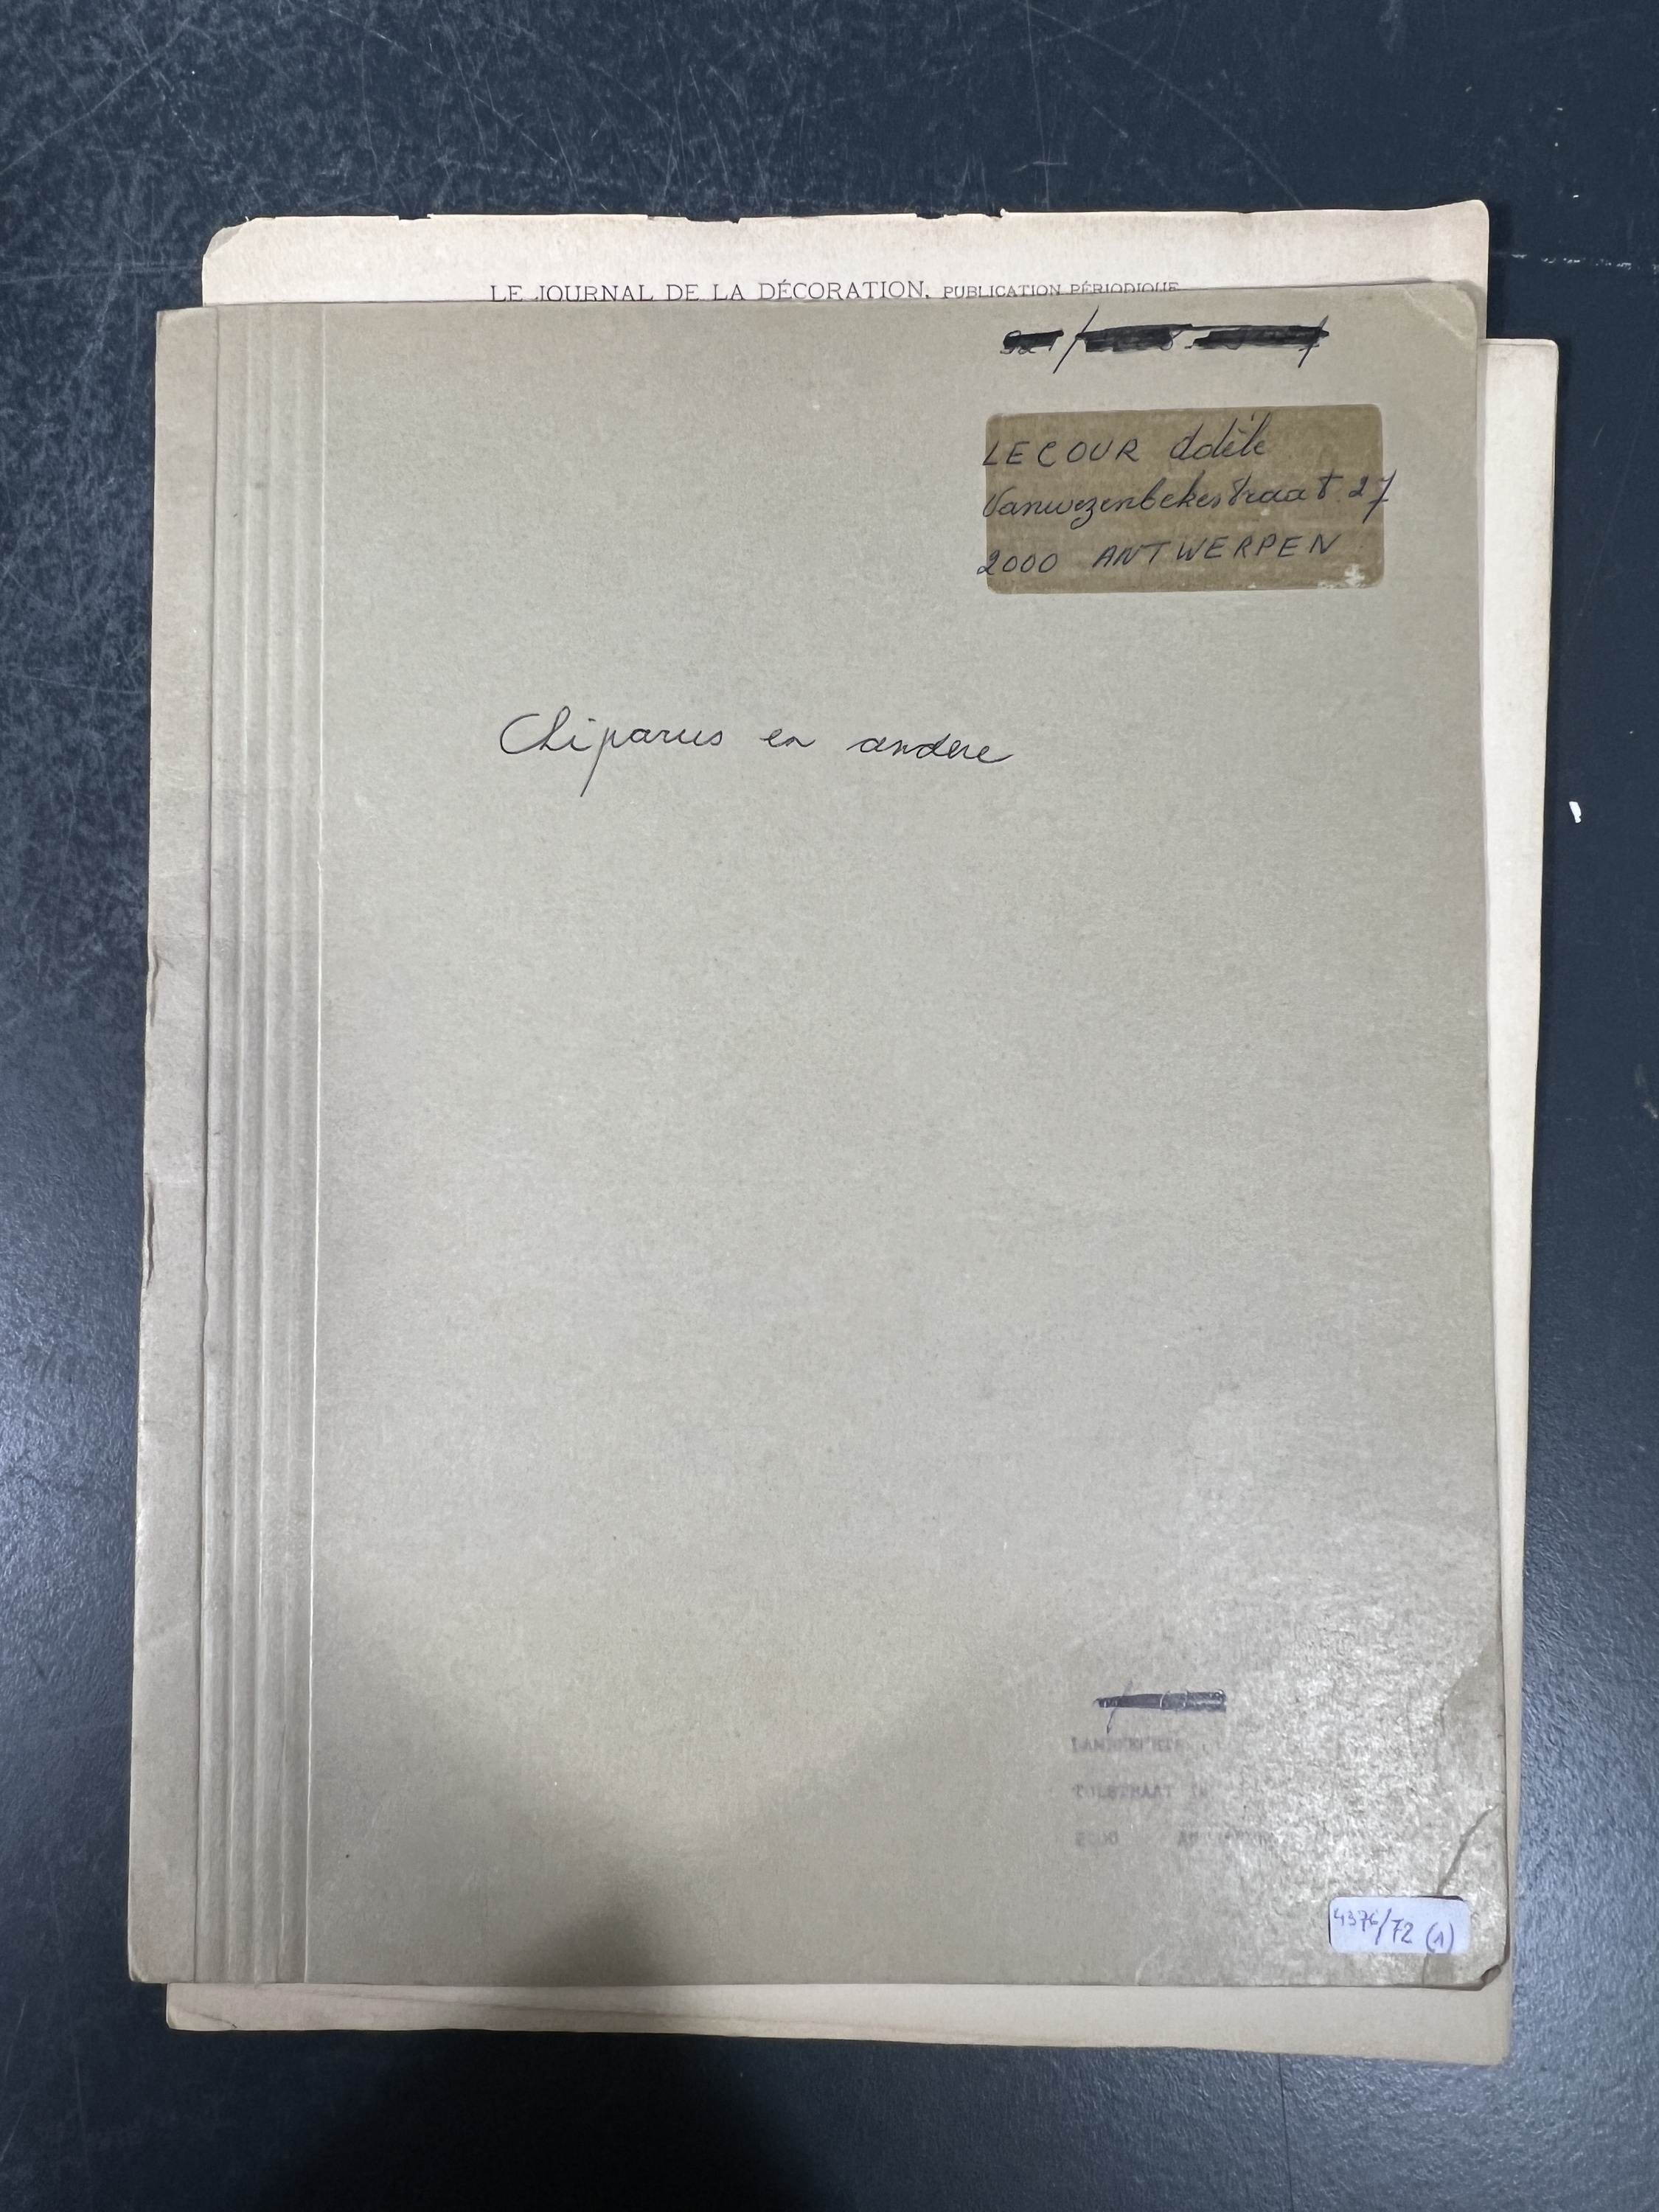 LE JOURNAL DE LA DÉCORATION, PUBLICATION PÉRIODIQUE
LECOUR Adèle
Vanwezenbekestraat 27
2000 ANTWERPEN
Chiparus en andere
TOLSTRAAT
4376/72 (1)